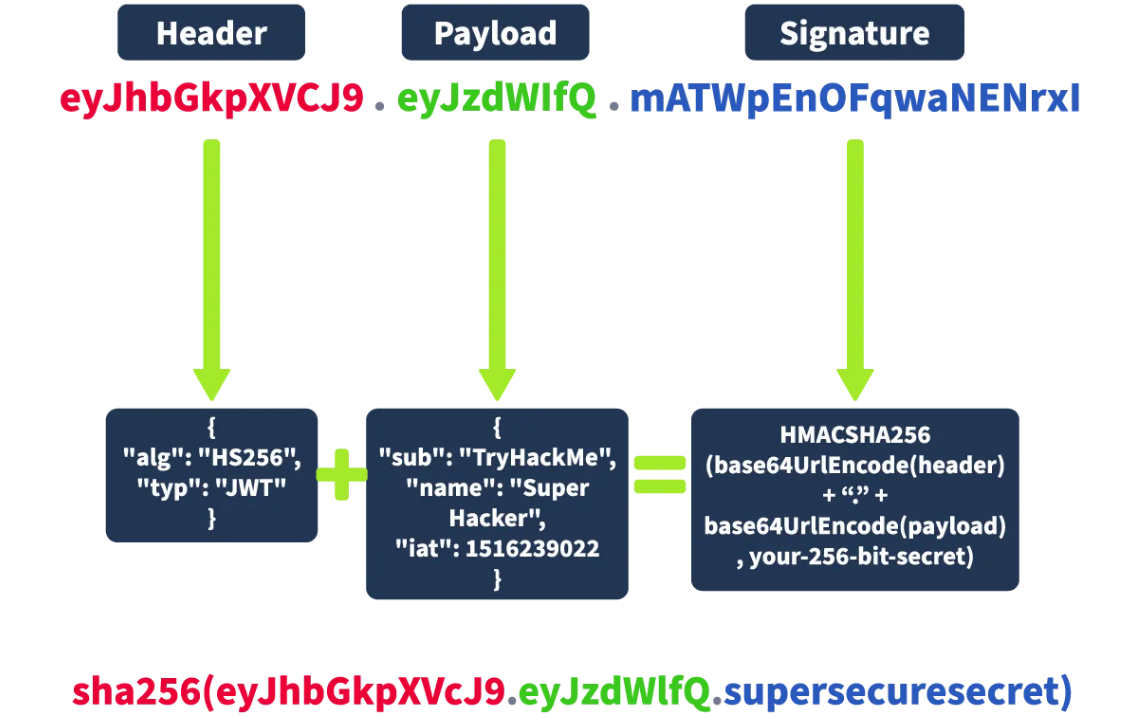 Header
Payload
Signature
eyJhbGkpXVCJ9 . eyJzdWIfQ . mATWpEnOFqwaNENrxI
{
"alg": "HS256",
"typ": "JWT"
}
{
"sub": "TryHackMe",
"name": "Super
Hacker",
"iat": 1516239022
}
HMACSHA256
(base64UrlEncode(header)
+ “.” +
base64UrlEncode(payload)
, your-256-bit-secret)
sha256(eyJhbGkpXVcJ9.eyJzdWlfQ.supersecuresecret)